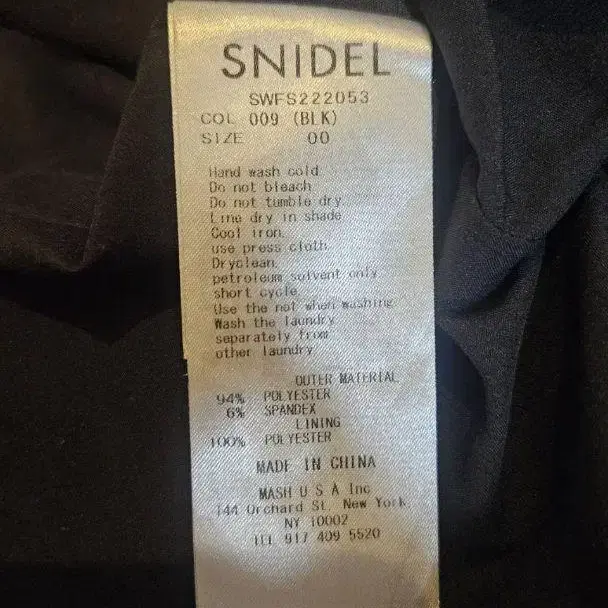 SNIDEL
SWFS222053
COL 009 (BLK)
SIZE 00
Hand wash cold
Do not bleach
Do not tumble dry
Line dry in shade
Cool iron.
use press cloth
Dryclean.
petroleum solvent only
short cycle
Use the net when washing
Wash the laundry
separately from
other laundry
OUTER MATERIAL
94% POLYESTER
6% SPANDEX
LINING
100% POLYESTER
MADE IN CHINA
MASH U S A Inc
144 Orchard St. New York.
NY 10002
TEL 917 409 5520